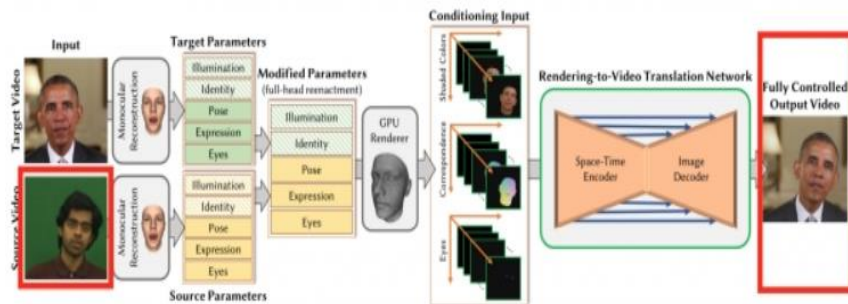 Conditioning Input
Input
Target Parameters
Target Video
Monocular
Reconstruction
Illumination
Identity
Pose
Expression
Eyes
Modified Parameters
(full-head reenactment)
Illumination
Identity
Pose
Expression
Eyes
GPU
Renderer
Shaded Colors
Correspondence
Eyes
Rendering-to-Video Translation Network
Space-Time
Encoder
Image
Decoder
Fully Controlled
Output Video
Source Video
Monocular
Reconstruction
Illumination
Identity
Pose
Expression
Eyes
Source Parameters